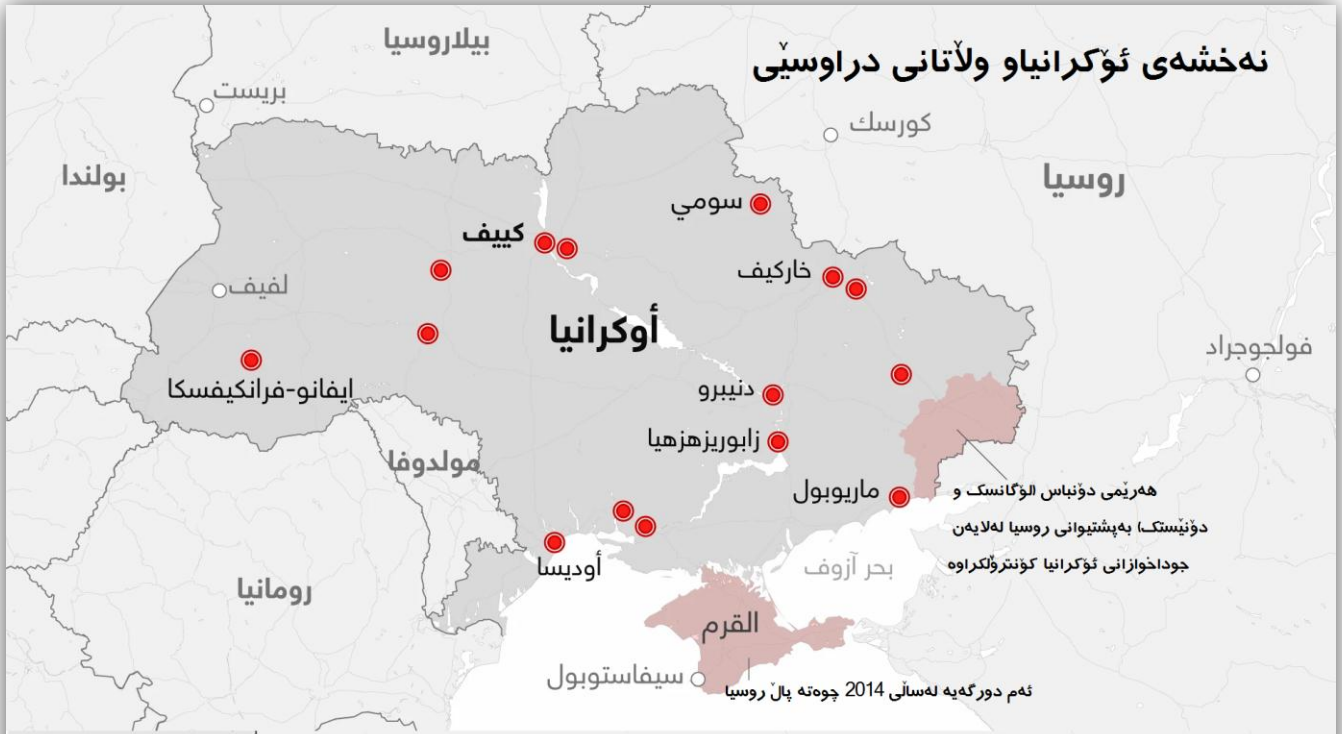 نەخشەی ئۆکرانیاو وڵاتانی دراوسێی
بيلاروسيا
بريست
كورسك
روسيا
بولندا
سومي
كييف
خاركيف
لفيف
أوكرانيا
فولجوجراد
ايفانو-فرانكيفسكا
دنيبرو
زابوريزهزهيا
مولدوفا
ماريوبول
هەرێمی دۆنباس (لۆگانسک و
دۆنێستک) بەپشتیوانی روسیا لەلایەن
جوداخوازانی ئۆکرانیا کۆنترۆڵکراوە
أوديسا
بحر آزوف
رومانيا
القرم
سيفاستوبول
ئەم دورگەیە لەساڵی 2014 چوەتە پاڵ روسیا